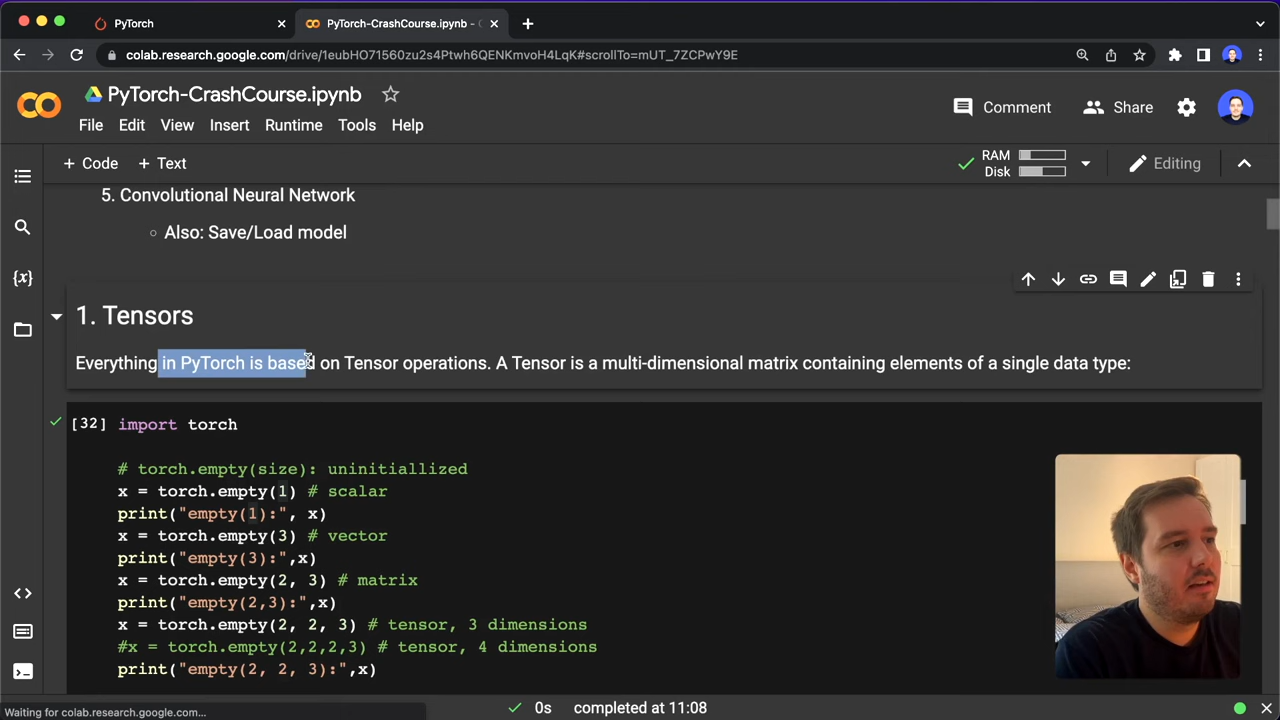 PyTorch
PyTorch-CrashCourse.ipynb - C
colab.research.google.com/drive/1eubHO71560zu2s4Ptwh6QENKmvoH4LqK#scrollTo=mUT_7ZCPwY9E
PyTorch-CrashCourse.ipynb
Comment
Share
File Edit View Insert Runtime Tools Help
+ Code + Text
RAM
Disk
Editing
5. Convolutional Neural Network
○ Also: Save/Load model
1. Tensors
Everything in PyTorch is based on Tensor operations. A Tensor is a multi-dimensional matrix containing elements of a single data type:
[32] import torch
# torch.empty(size): uninitiallized
x = torch.empty(1) # scalar
print("empty(1):", x)
x = torch.empty(3) # vector
print("empty(3):",x)
x = torch.empty(2, 3) # matrix
print("empty(2,3):",x)
x = torch.empty(2, 2, 3) # tensor, 3 dimensions
#x = torch.empty(2,2,2,3) # tensor, 4 dimensions
print("empty(2, 2, 3):",x)
Waiting for colab.research.google.com...
0s completed at 11:08